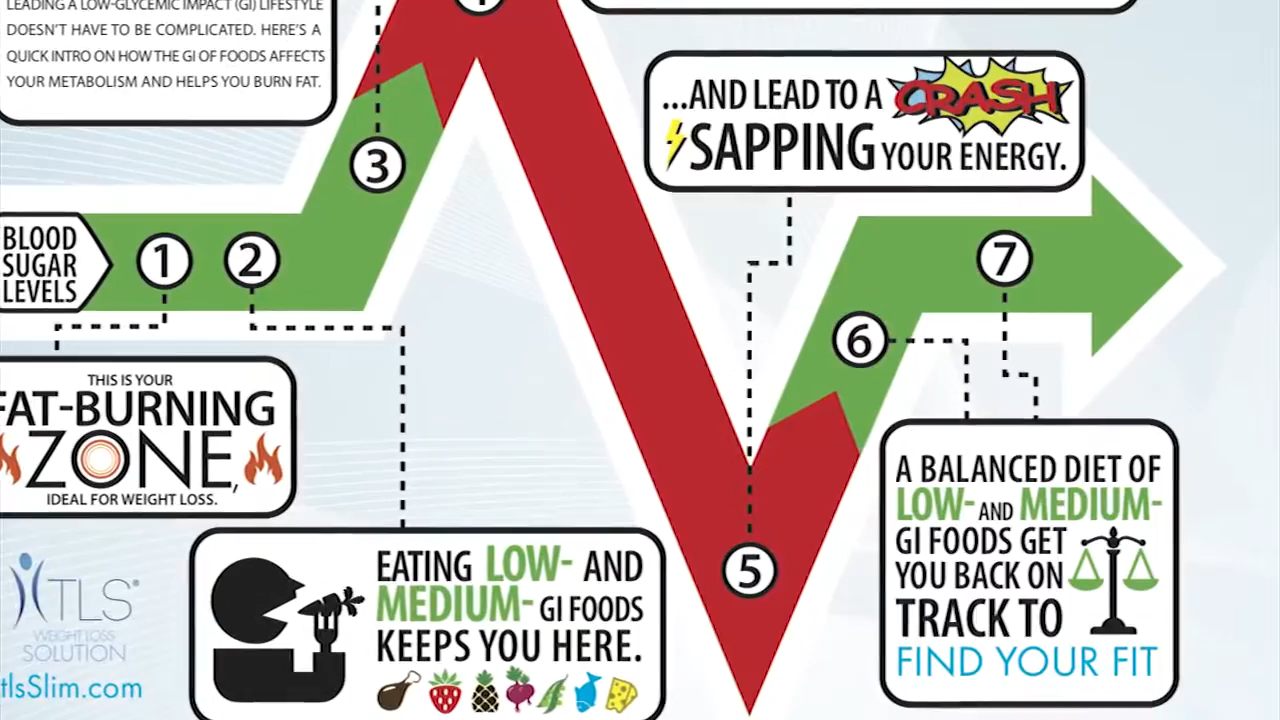 LEADING A LOW-GLYCEMIC IMPACT (GI) LIFESTYLE
DOESN'T HAVE TO BE COMPLICATED. HERE'S A
QUICK INTRO ON HOW THE GI OF FOODS AFFECTS
YOUR METABOLISM AND HELPS YOU BURN FAT.
...AND LEAD TO A CRASH
SAPPING YOUR ENERGY.
3
BLOOD
SUGAR
LEVELS
1
2
7
6
THIS IS YOUR
FAT-BURNING
ZONE,
IDEAL FOR WEIGHT LOSS.
A BALANCED DIET OF
LOW- AND MEDIUM-
GI FOODS GET
YOU BACK ON
TRACK TO
FIND YOUR FIT
5
EATING LOW- AND
MEDIUM- GI FOODS
KEEPS YOU HERE.
TLS®
WEIGHT LOSS
SOLUTION
tlsSlim.com